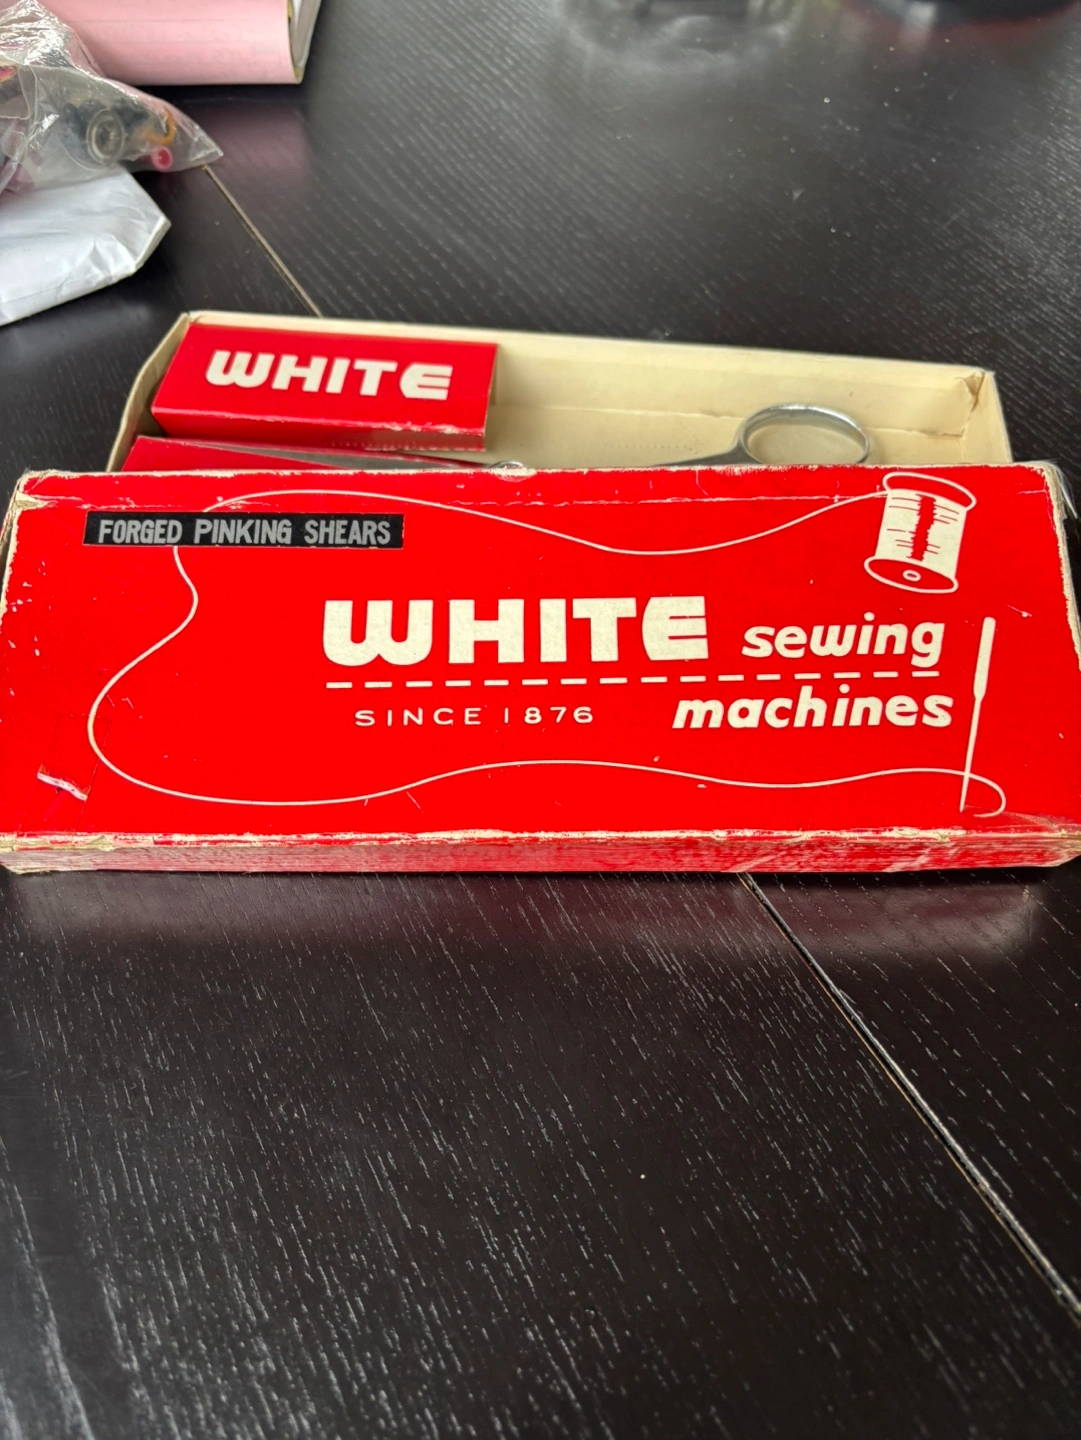 WHITE
FORGED PINKING SHEARS
WHITE sewing
SINCE 1876 machines